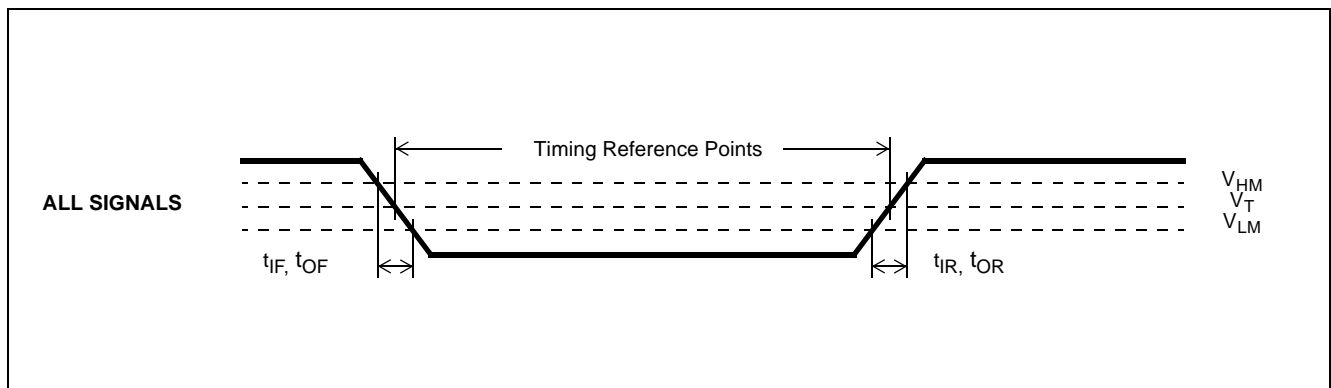 Timing Reference Points
V_HM
ALL SIGNALS
V_T
V_LM
t_IF, t_OF
t_IR, t_OR